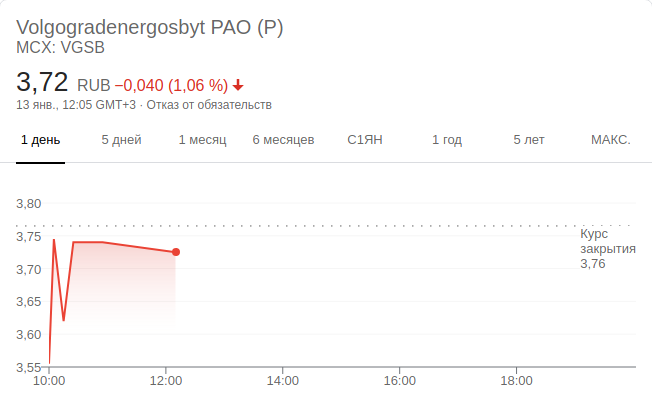 Volgogradenergosbyt PAO (P)
MCX: VGSB
3,72 RUB −0,040 (1,06 %)
13 янв., 12:05 GMT+3 · Отказ от обязательств
1 день 5 дней 1 месяц 6 месяцев С1ЯН 1 год 5 лет МАКС.
3,80
3,75
3,70
3,65
3,60
3,55
Курс
закрытия
3,76
10:00 12:00 14:00 16:00 18:00